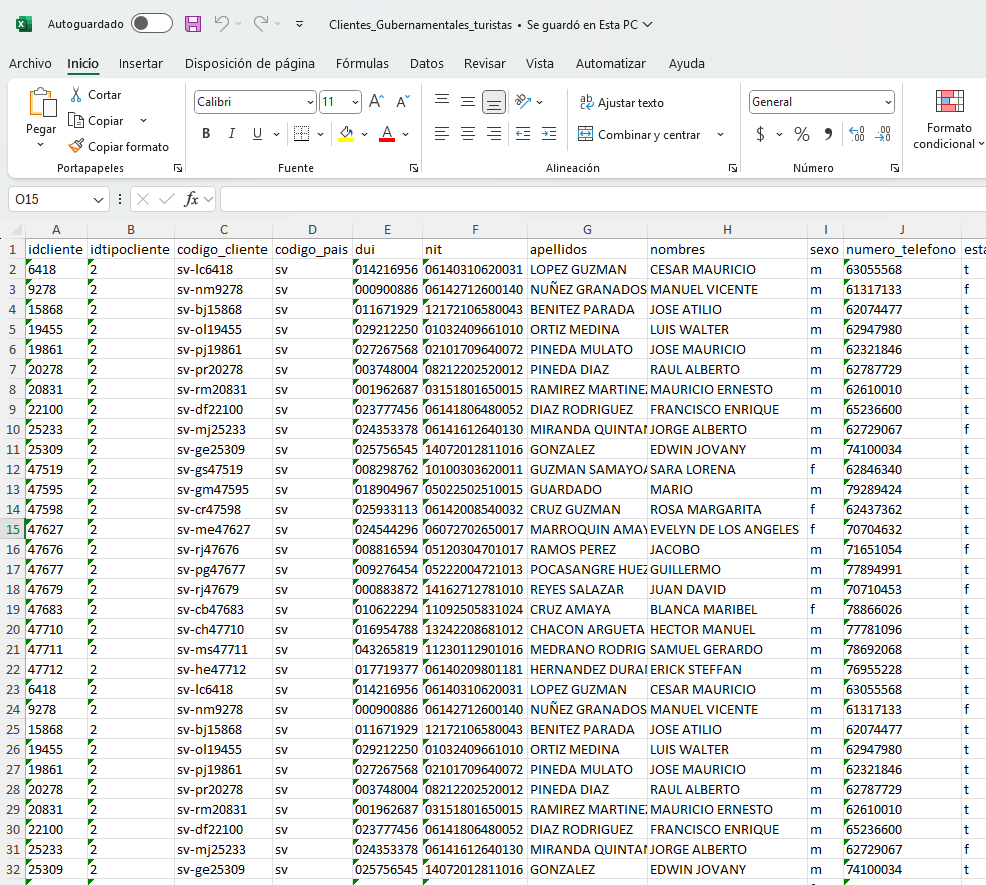 Autoguardado Clientes_Gubernamentales_turistas • Se guardó en Esta PC
Archivo Inicio Insertar Disposición de página Fórmulas Datos Revisar Vista Automatizar Ayuda
Pegar Cortar Copiar Copiar formato
Calibri 11 Ajustar texto General
N K S Combinar y centrar $ % Formato condicional
Portapapeles Fuente Alineación Número
O15 fx
A B C D E F G H I J
1 idcliente idtipocliente codigo_cliente codigo_pais dui nit apellidos nombres sexo numero_telefono esta
2 6418 2 sv-lc6418 sv 014216956 06140310620031 LOPEZ GUZMAN CESAR MAURICIO m 63055568 t
3 9278 2 sv-nm9278 sv 000900886 06142712600140 NUÑEZ GRANADOS MANUEL VICENTE m 61317133 f
4 15868 2 sv-bj15868 sv 011671929 12172106580043 BENITEZ PARADA JOSE ATILIO m 62074477 t
5 19455 2 sv-ol19455 sv 029212250 01032409661010 ORTIZ MEDINA LUIS WALTER m 62947980 t
6 19861 2 sv-pj19861 sv 027267568 02101709640072 PINEDA MULATO JOSE MAURICIO m 62321846 t
7 20278 2 sv-pr20278 sv 003748004 08212202520012 PINEDA DIAZ RAUL ALBERTO m 62787729 t
8 20831 2 sv-rm20831 sv 001962687 03151801650015 RAMIREZ MARTINE MAURICIO ERNESTO m 62610010 t
9 22100 2 sv-df22100 sv 023777456 06141806480052 DIAZ RODRIGUEZ FRANCISCO ENRIQUE m 65236600 t
10 25233 2 sv-mj25233 sv 024353378 06141612640130 MIRANDA QUINTAN JORGE ALBERTO m 62729067 f
11 25309 2 sv-ge25309 sv 025756545 14072012811016 GONZALEZ EDWIN JOVANY m 74100034 t
12 47519 2 sv-gs47519 sv 008298762 10100303620011 GUZMAN SAMAYOA SARA LORENA f 62846340 t
13 47595 2 sv-gm47595 sv 018904967 05022502510015 GUARDADO MARIO m 79289424 t
14 47598 2 sv-cr47598 sv 025933113 06142008540032 CRUZ GUZMAN ROSA MARGARITA f 62437362 t
15 47627 2 sv-me47627 sv 024544296 06072702650017 MARROQUIN AMAY EVELYN DE LOS ANGELES f 70704632 t
16 47676 2 sv-rj47676 sv 008816594 05120304701017 RAMOS PEREZ JACOBO m 71651054 f
17 47677 2 sv-pg47677 sv 009276454 05222004721013 POCASANGRE HUEZ GUILLERMO m 77894991 t
18 47679 2 sv-rj47679 sv 000883872 14162712781010 REYES SALAZAR JUAN DAVID m 70710453 f
19 47683 2 sv-cb47683 sv 010622294 11092505831024 CRUZ AMAYA BLANCA MARIBEL f 78866026 t
20 47710 2 sv-ch47710 sv 016954788 13242208681012 CHACON ARGUETA HECTOR MANUEL m 77781096 t
21 47711 2 sv-ms47711 sv 043265819 11230112901016 MEDRANO RODRIG SAMUEL GERARDO m 78692068 t
22 47712 2 sv-he47712 sv 017719377 06140209801181 HERNANDEZ DURAN ERICK STEFFAN m 76955228 t
23 6418 2 sv-lc6418 sv 014216956 06140310620031 LOPEZ GUZMAN CESAR MAURICIO m 63055568 t
24 9278 2 sv-nm9278 sv 000900886 06142712600140 NUÑEZ GRANADOS MANUEL VICENTE m 61317133 f
25 15868 2 sv-bj15868 sv 011671929 12172106580043 BENITEZ PARADA JOSE ATILIO m 62074477 t
26 19455 2 sv-ol19455 sv 029212250 01032409661010 ORTIZ MEDINA LUIS WALTER m 62947980 t
27 19861 2 sv-pj19861 sv 027267568 02101709640072 PINEDA MULATO JOSE MAURICIO m 62321846 t
28 20278 2 sv-pr20278 sv 003748004 08212202520012 PINEDA DIAZ RAUL ALBERTO m 62787729 t
29 20831 2 sv-rm20831 sv 001962687 03151801650015 RAMIREZ MARTINE MAURICIO ERNESTO m 62610010 t
30 22100 2 sv-df22100 sv 023777456 06141806480052 DIAZ RODRIGUEZ FRANCISCO ENRIQUE m 65236600 t
31 25233 2 sv-mj25233 sv 024353378 06141612640130 MIRANDA QUINTAN JORGE ALBERTO m 62729067 f
32 25309 2 sv-ge25309 sv 025756545 14072012811016 GONZALEZ EDWIN JOVANY m 74100034 t